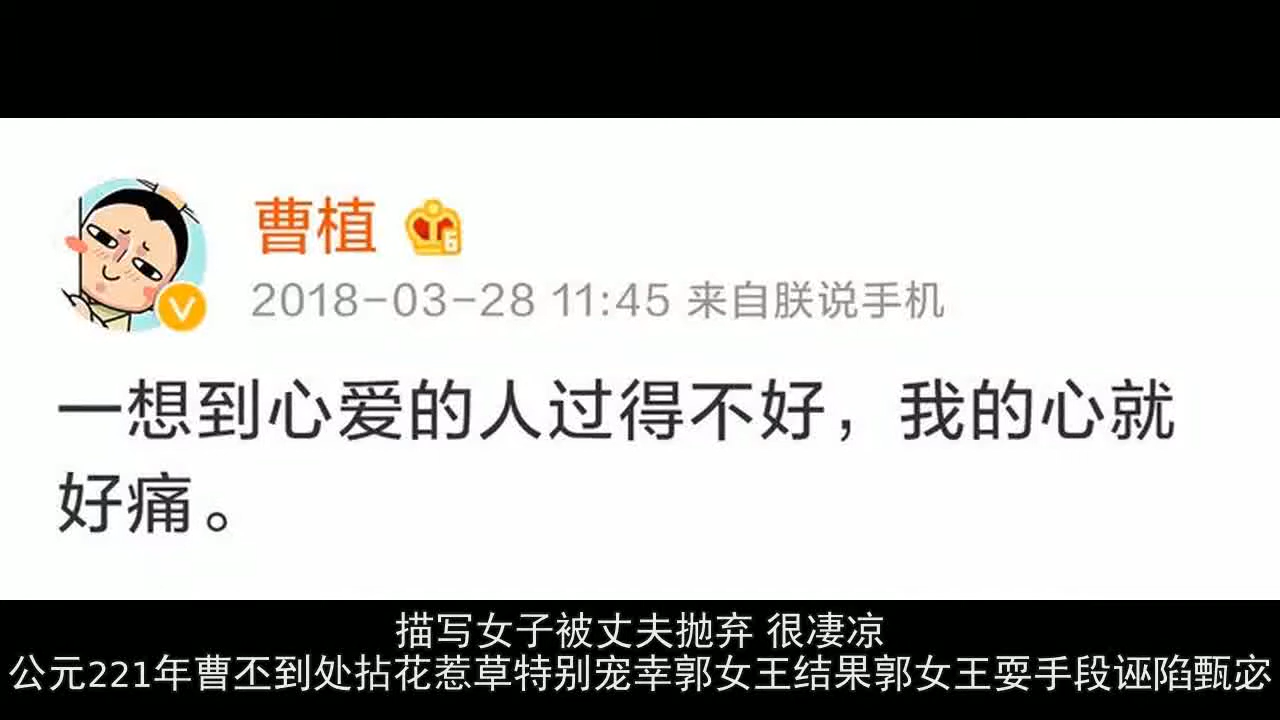 曹植
2018-03-28 11:45 来自朕说手机
一想到心爱的人过得不好，我的心就
好痛。
描写女子被丈夫抛弃 很凄凉
公元221年曹丕到处拈花惹草特别宠幸郭女王结果郭女王耍手段诬陷甄宓